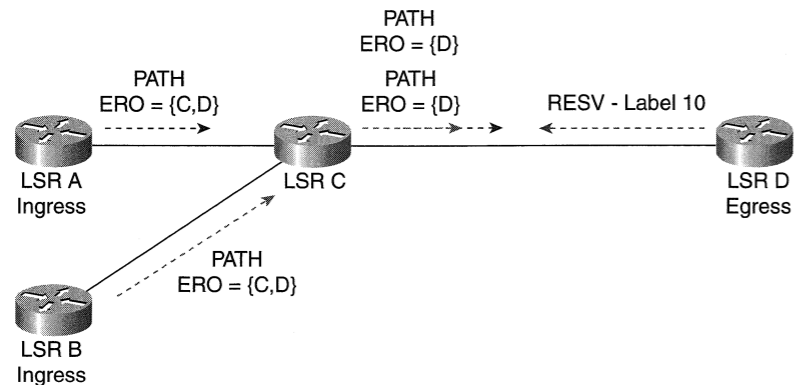 PATH
ERO = {D}
PATH
ERO = {C,D}
PATH
ERO = {D}
RESV - Label 10
LSR A
Ingress
LSR C
LSR D
Egress
PATH
ERO = {C,D}
LSR B
Ingress